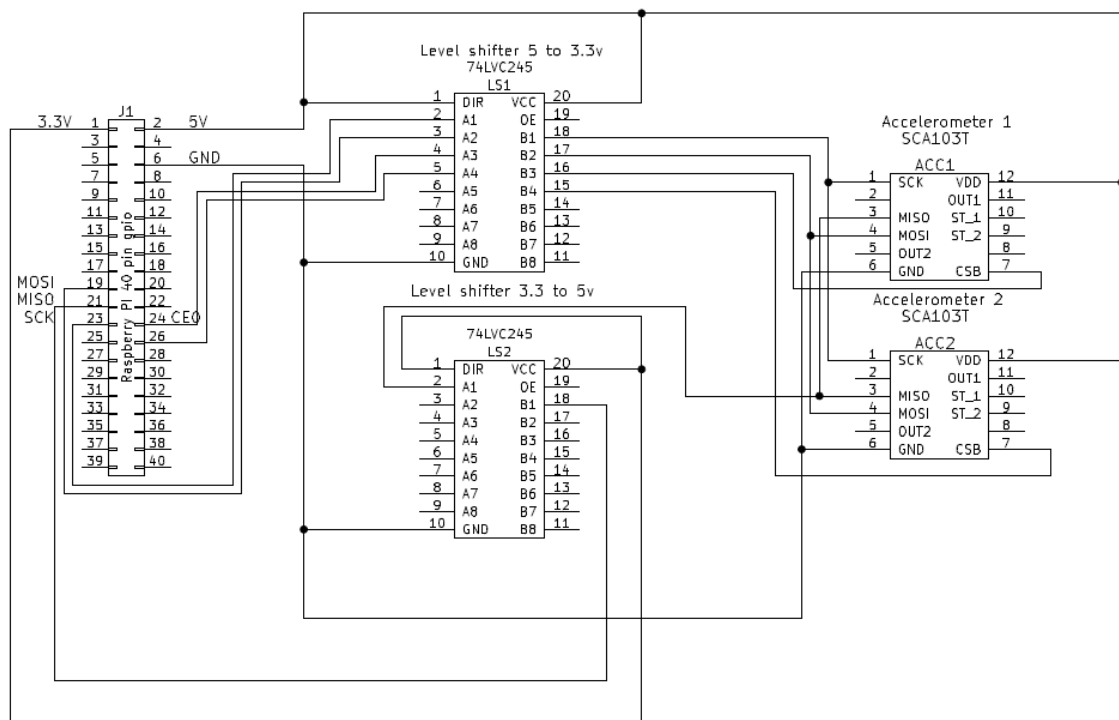 Level shifter 5 to 3.3v
74LVC245
LS1
1 DIR VCC 20
2 A1 OE 19
3 A2 B1 18
4 A3 B2 17
5 A4 B3 16
6 A5 B4 15
7 A6 B5 14
8 A7 B6 13
9 A8 B7 12
10 GND B8 11
J1
3.3V 1 2 5V
3 4
5 6 GND
7 8
9 10
11 12
13 14
15 16
17 18
MOSI 19 20
MISO 21 22
SCK 23 24 CE0
25 26
27 28
29 30
31 32
33 34
35 36
37 38
39 40
Raspberry PI 40 pin gpio
Level shifter 3.3 to 5v
74LVC245
LS2
1 DIR VCC 20
2 A1 OE 19
3 A2 B1 18
4 A3 B2 17
5 A4 B3 16
6 A5 B4 15
7 A6 B5 14
8 A7 B6 13
9 A8 B7 12
10 GND B8 11
Accelerometer 1
SCA103T
ACC1
1 SCK VDD 12
2 OUT1 11
3 MISO ST_1 10
4 MOSI ST_2 9
5 OUT2 8
6 GND CSB 7
Accelerometer 2
SCA103T
ACC2
1 SCK VDD 12
2 OUT1 11
3 MISO ST_1 10
4 MOSI ST_2 9
5 OUT2 8
6 GND CSB 7